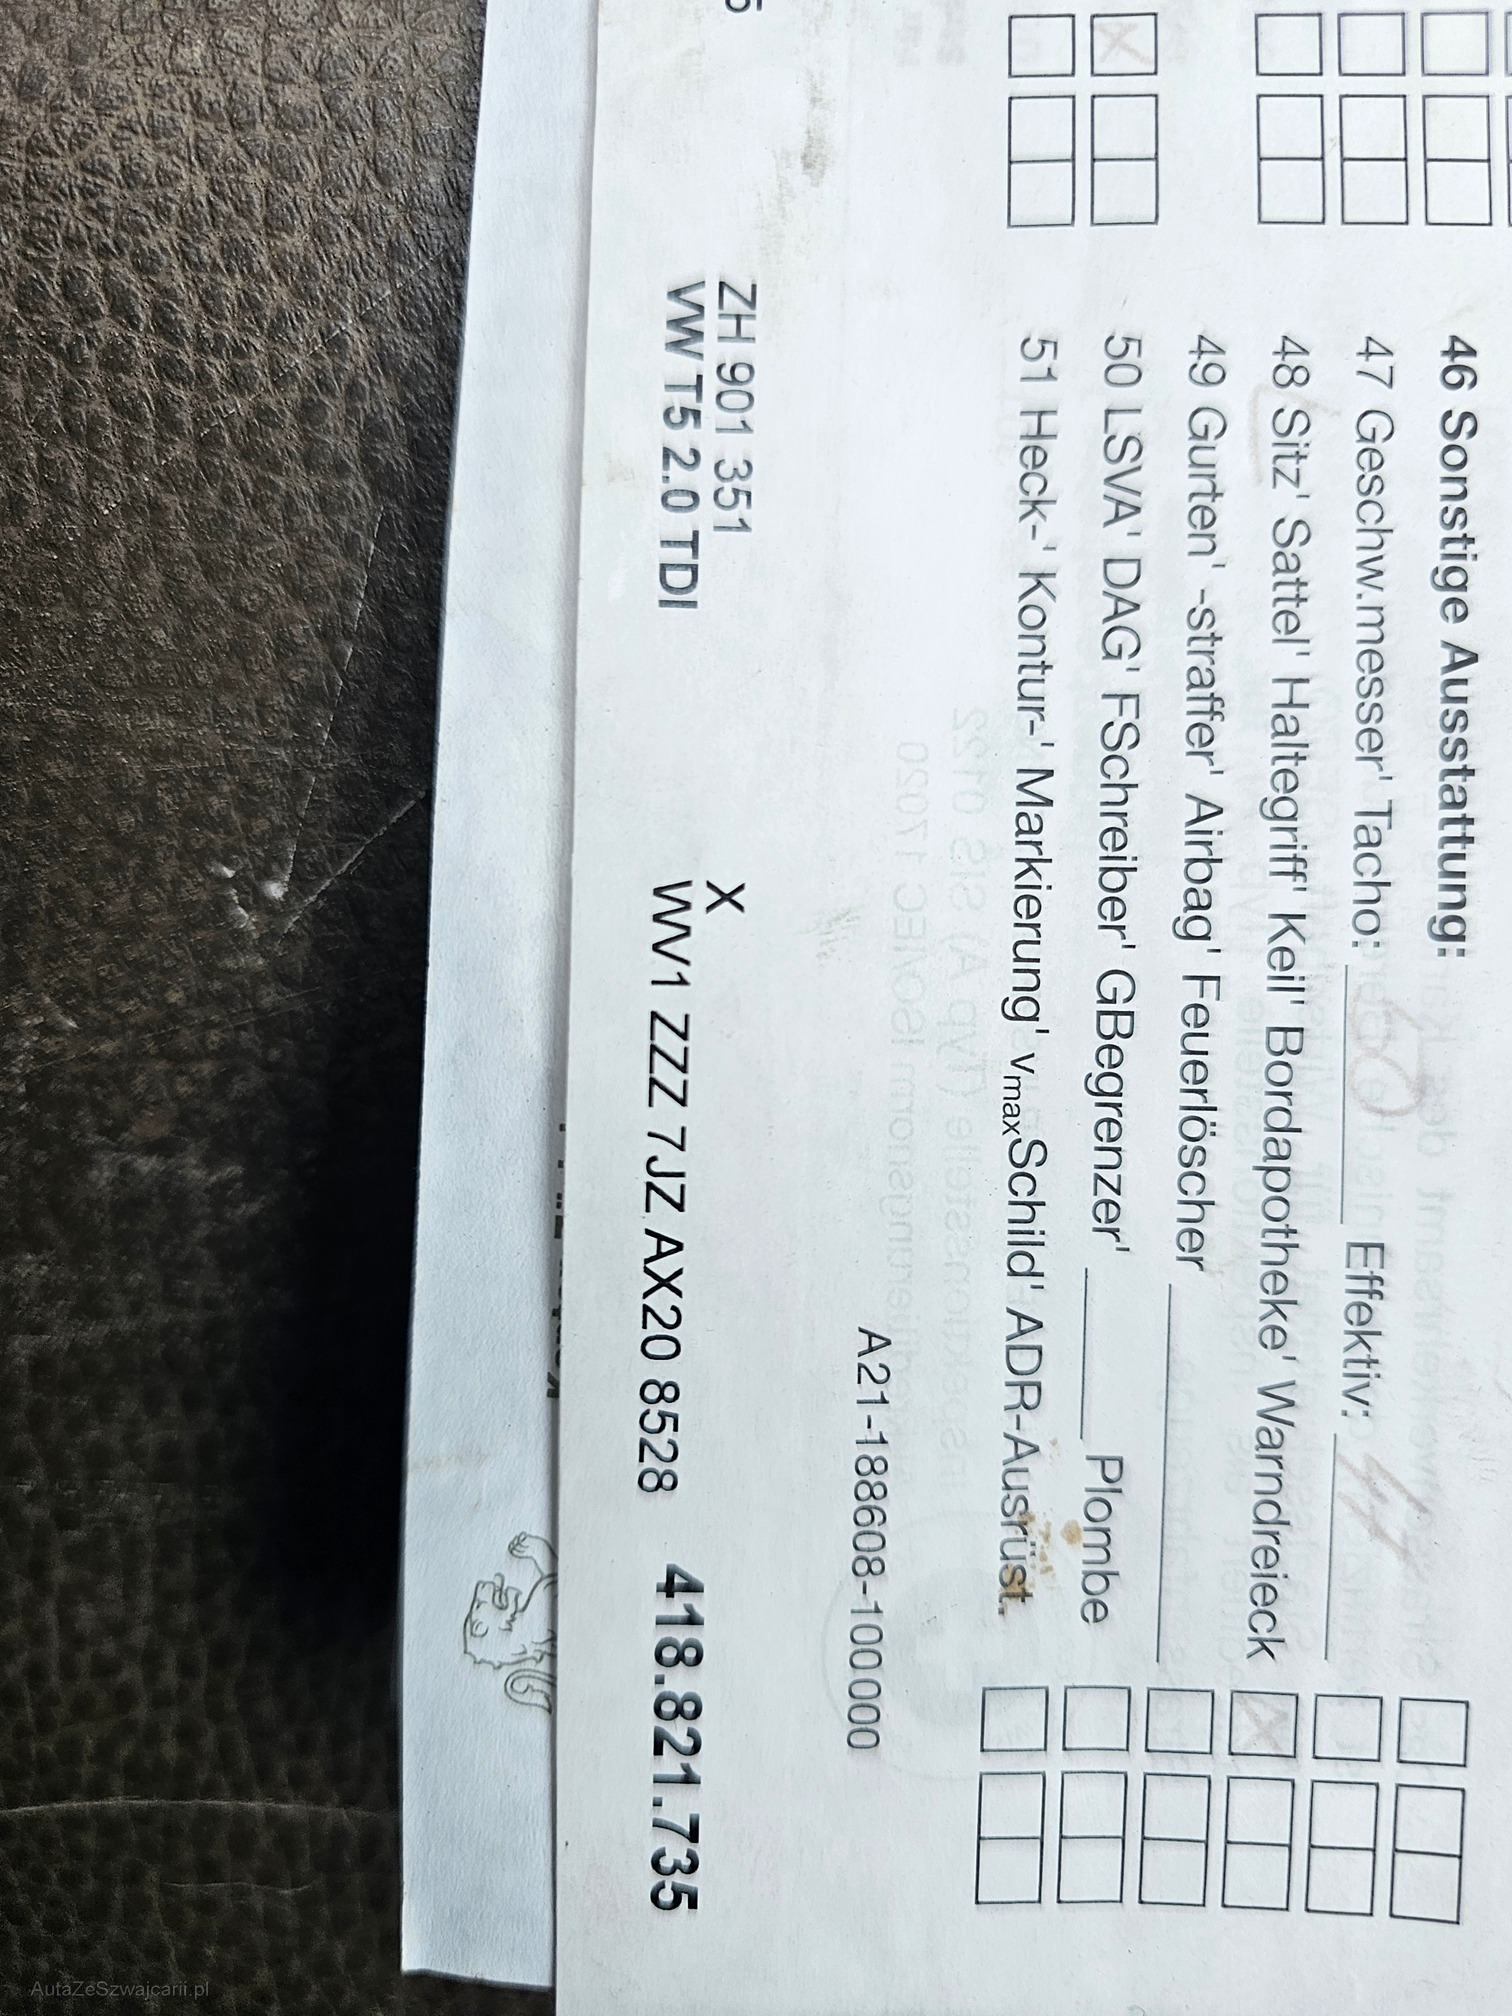 46 Sonstige Ausstattung:
47 Geschw.messer' Tacho: Effektiv:
48 Sitz' Sattel' Haltegriff' Keil' Bordapotheke' Warndreieck
49 Gurten' -straffer' Airbag' Feuerlöscher
50 LSVA' DAG' FSchreiber' GBegrenzer' Plombe
51 Heck-' Kontur-' Markierung' vmaxSchild' ADR-Ausrüst.
A21-188608-100000
ZH 901 351 X
VW T5 2.0 TDI WV1 ZZZ 7JZ AX20 8528 418.821.735
AutaZeSzwajcarii.pl